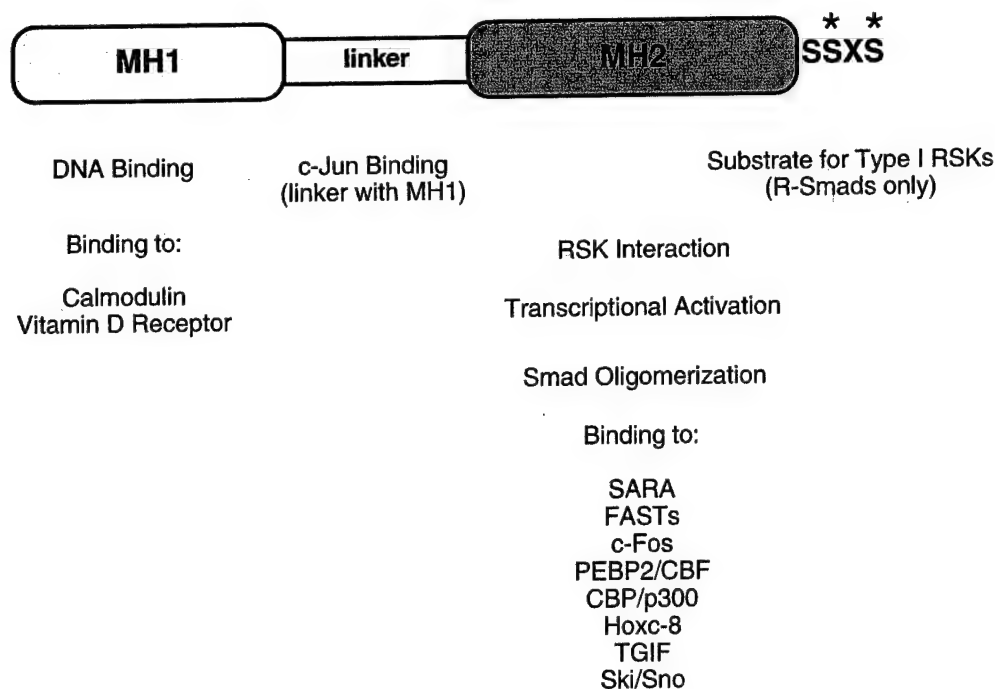 * *
MH1 linker MH2 SSXS
DNA Binding
c-Jun Binding
(linker with MH1)
Substrate for Type I RSKs
(R-Smads only)
Binding to:
Calmodulin
Vitamin D Receptor
RSK Interaction
Transcriptional Activation
Smad Oligomerization
Binding to:
SARA
FASTs
c-Fos
PEBP2/CBF
CBP/p300
Hoxc-8
TGIF
Ski/Sno